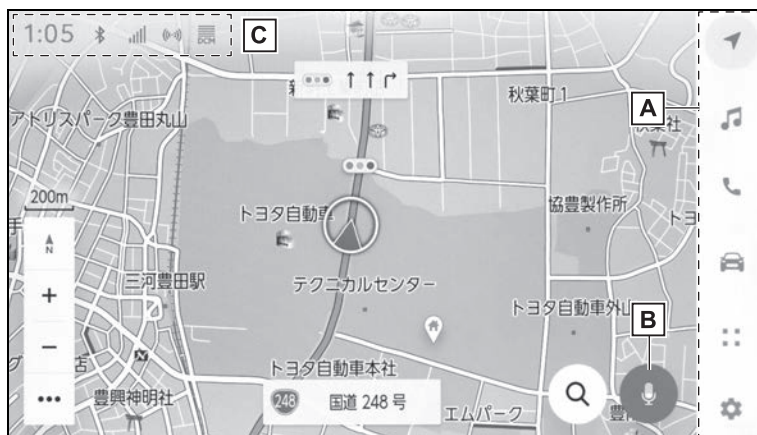 1:05
DCM
C
秋葉町1
A
アトリスパーク豊田丸山
200m
トヨタ自動車
協豊製作所
N
三河豊田駅
テクニカルセンター
トヨタ自動車外山
B
トヨタ自動車本社
248 国道 248 号
豊興神明社
エムパーク